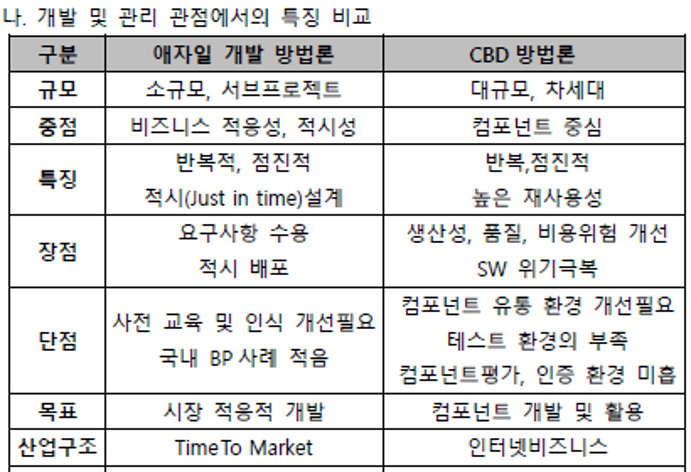 나. 개발 및 관리 관점에서의 특징 비교
구분 애자일 개발 방법론 CBD 방법론
규모 소규모, 서브프로젝트 대규모, 차세대
중점 비즈니스 적응성, 적시성 컴포넌트 중심
특징 반복적, 점진적 반복,점진적
적시(Just in time)설계 높은 재사용성
장점 요구사항 수용 생산성, 품질, 비용위험 개선
적시 배포 SW 위기극복
단점 사전 교육 및 인식 개선필요 컴포넌트 유통 환경 개선필요
국내 BP사례 적음 테스트 환경의 부족
컴포넌트평가, 인증 환경 미흡
목표 시장 적응적 개발 컴포넌트 개발 및 활용
산업구조 TimeTo Market 인터넷비즈니스